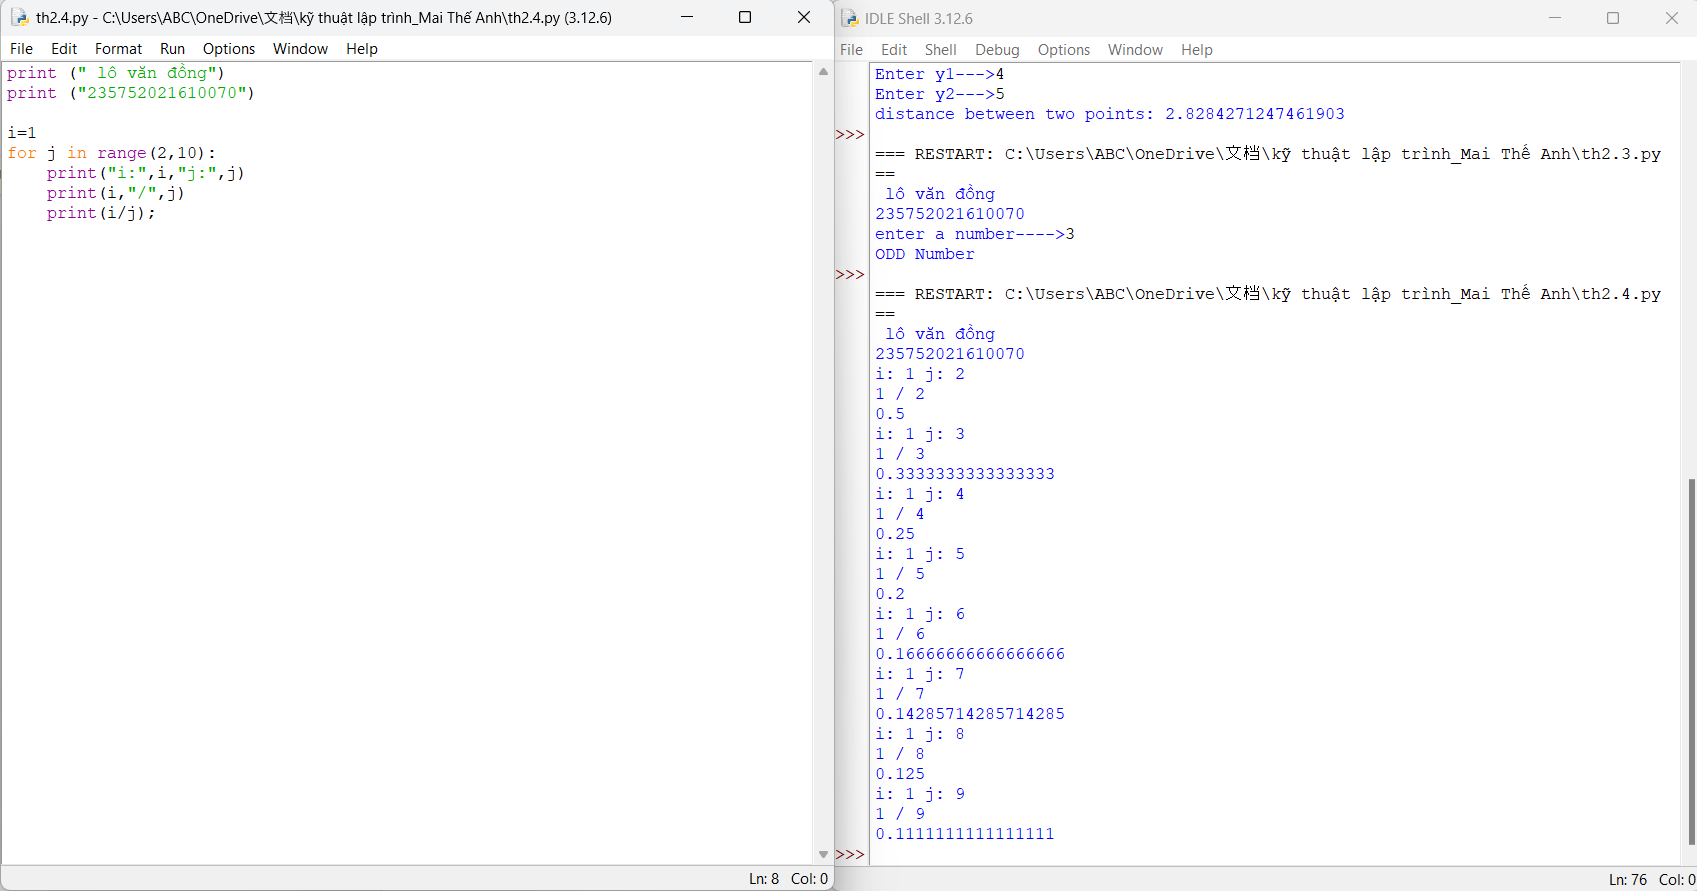 th2.4.py - C:\Users\ABC\OneDrive\文档\kỹ thuật lập trình_Mai Thế Anh\th2.4.py (3.12.6)
File Edit Format Run Options Window Help
print (" lô văn đồng")
print ("235752021610070")
i=1
for j in range(2,10):
    print("i:",i,"j:",j)
    print(i,"/",j)
    print(i/j);
Ln: 8 Col: 0
IDLE Shell 3.12.6
File Edit Shell Debug Options Window Help
Enter y1--->4
Enter y2--->5
distance between two points: 2.8284271247461903
>>>
=== RESTART: C:\Users\ABC\OneDrive\文档\kỹ thuật lập trình_Mai Thế Anh\th2.3.py
==
 lô văn đồng
235752021610070
enter a number---->3
ODD Number
>>>
=== RESTART: C:\Users\ABC\OneDrive\文档\kỹ thuật lập trình_Mai Thế Anh\th2.4.py
==
 lô văn đồng
235752021610070
i: 1 j: 2
1 / 2
0.5
i: 1 j: 3
1 / 3
0.3333333333333333
i: 1 j: 4
1 / 4
0.25
i: 1 j: 5
1 / 5
0.2
i: 1 j: 6
1 / 6
0.16666666666666666
i: 1 j: 7
1 / 7
0.14285714285714285
i: 1 j: 8
1 / 8
0.125
i: 1 j: 9
1 / 9
0.1111111111111111
>>>
Ln: 76 Col: 0